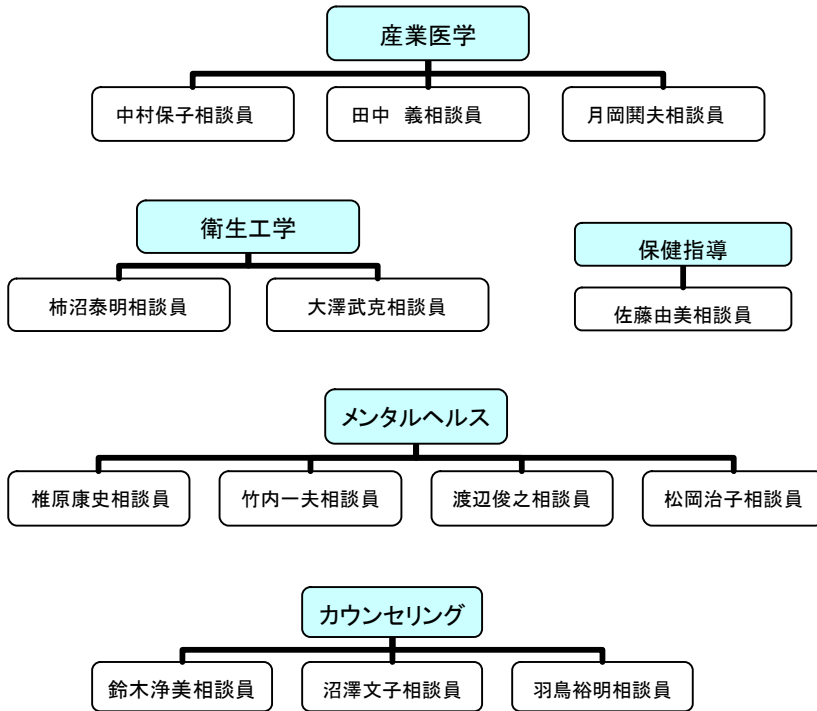 産業医学
中村保子相談員
田中 義相談員
月岡鬨夫相談員
衛生工学
保健指導
柿沼泰明相談員
大澤武克相談員
佐藤由美相談員
メンタルヘルス
椎原康史相談員
竹内一夫相談員
渡辺俊之相談員
松岡治子相談員
カウンセリング
鈴木浄美相談員
沼澤文子相談員
羽鳥裕明相談員